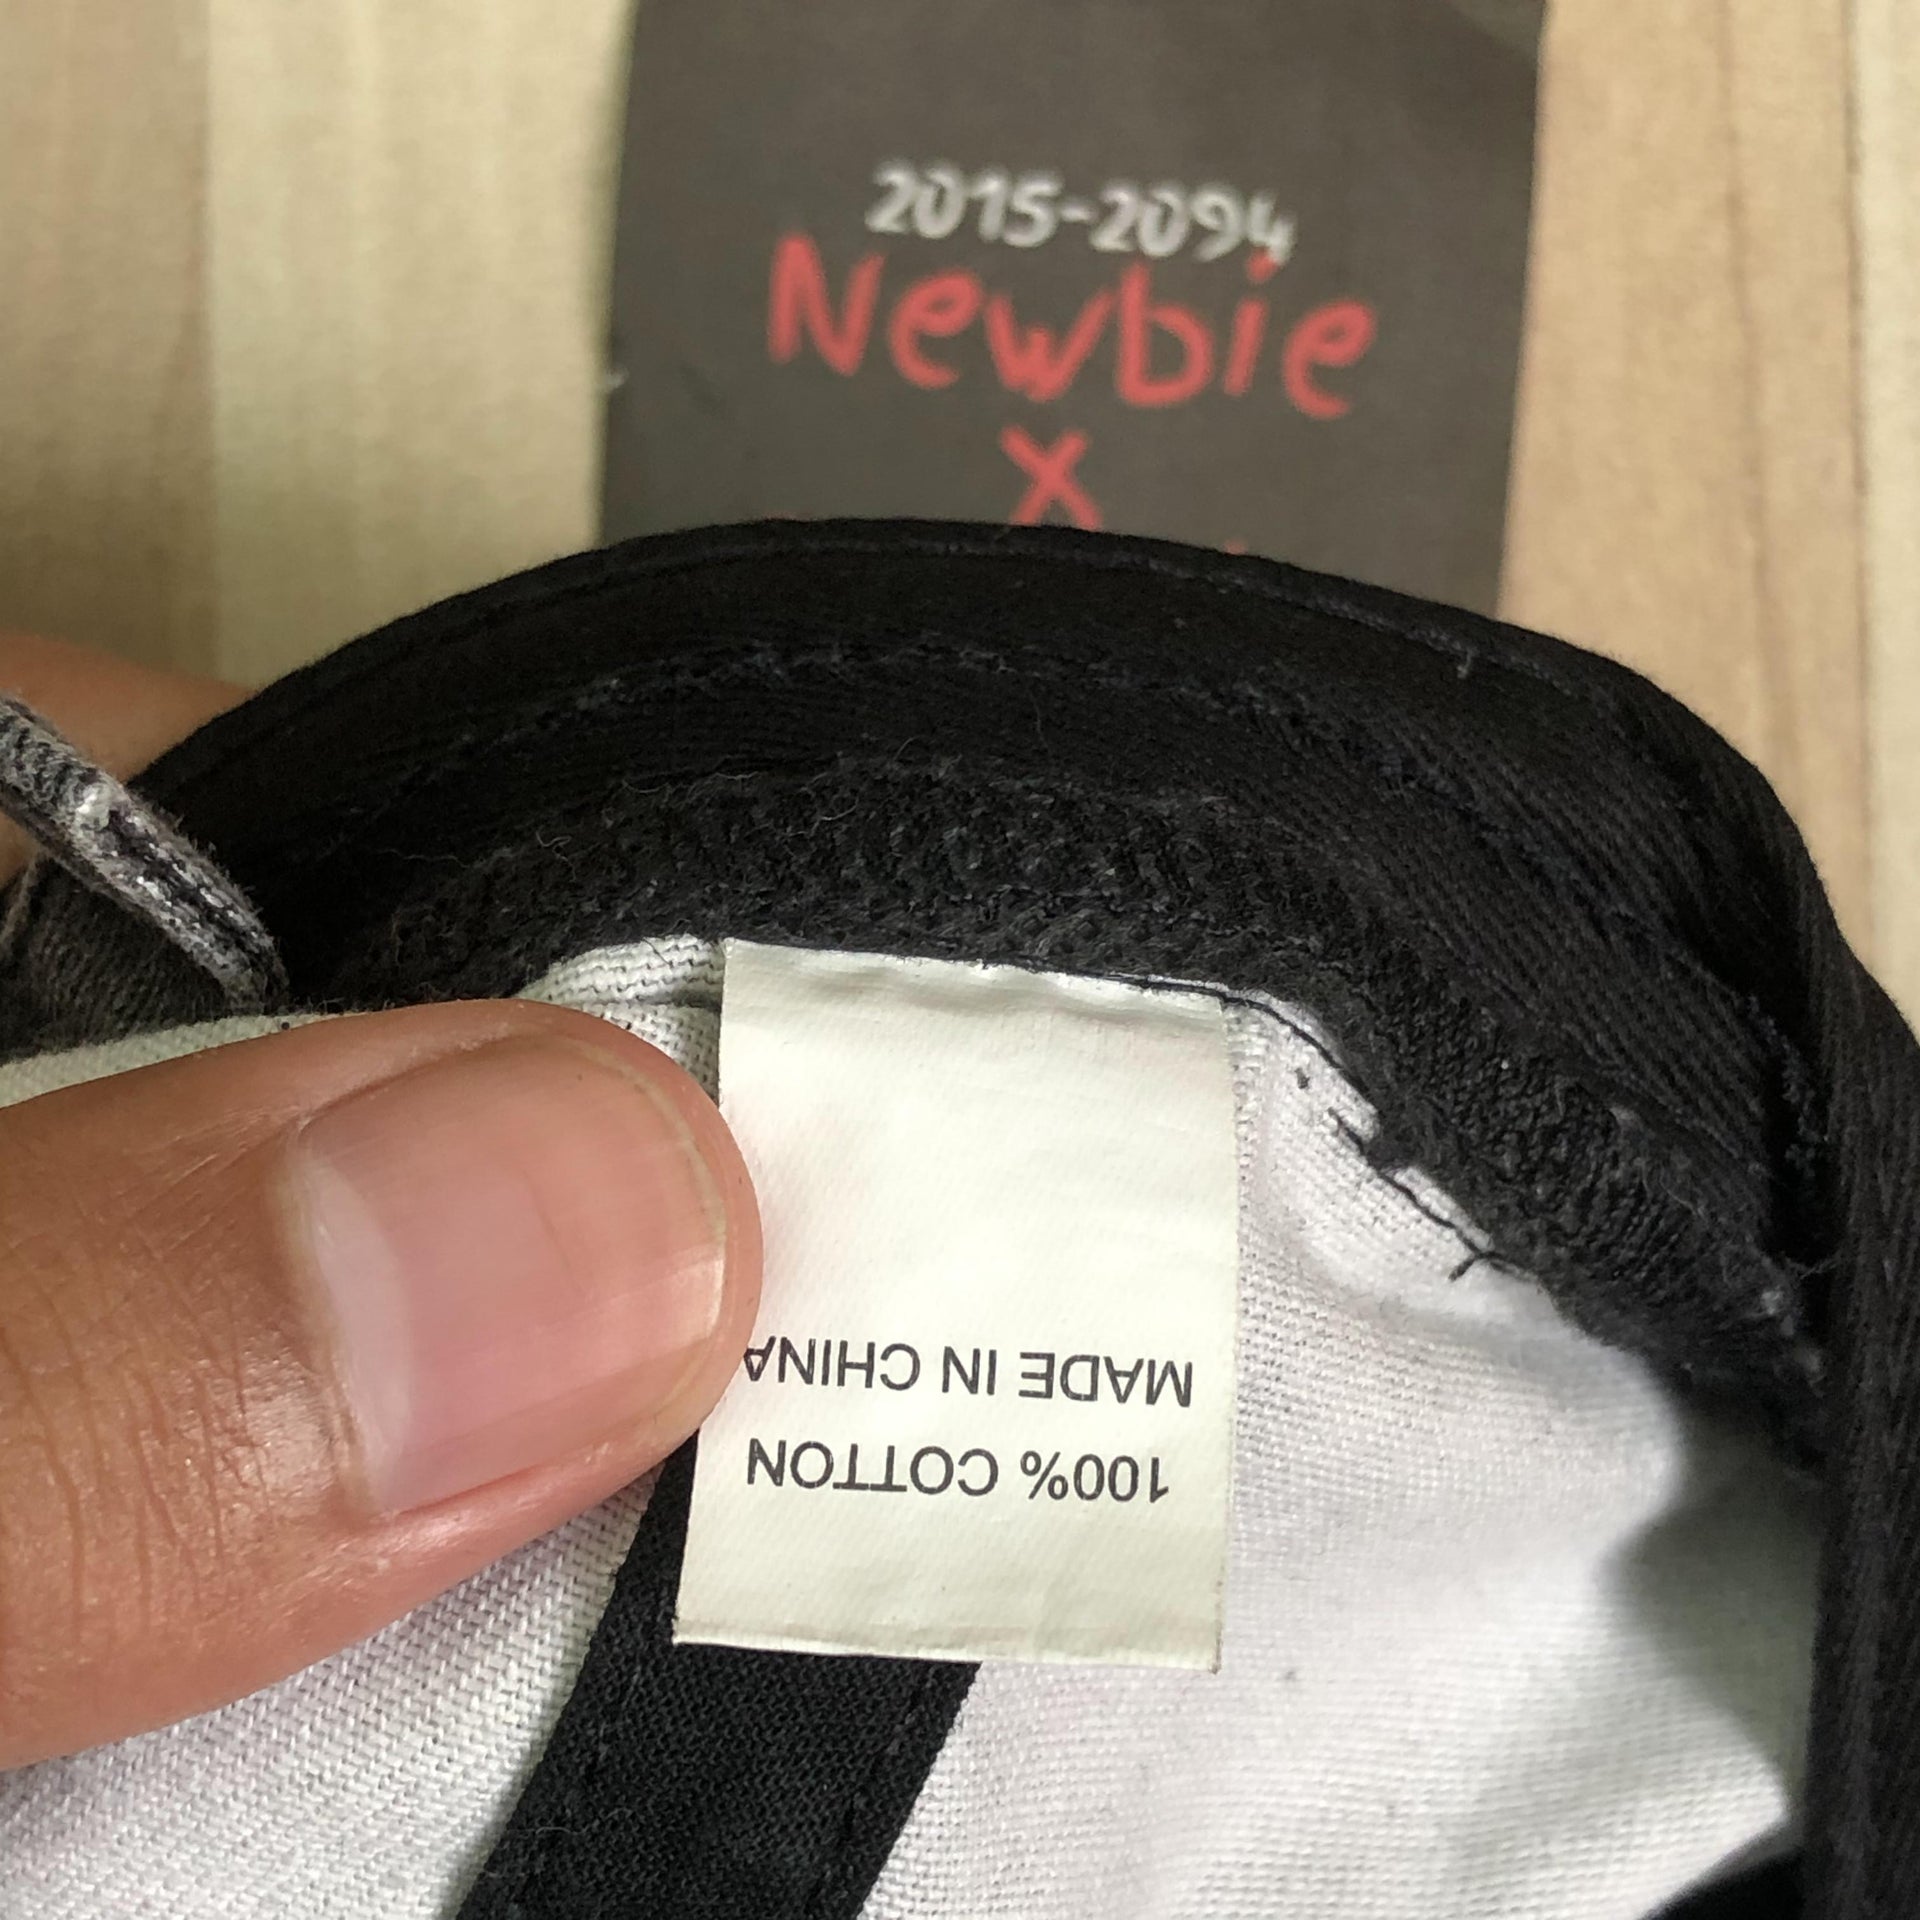 2015-2094
Newbie
X
100% COTTON
MADE IN CHINA